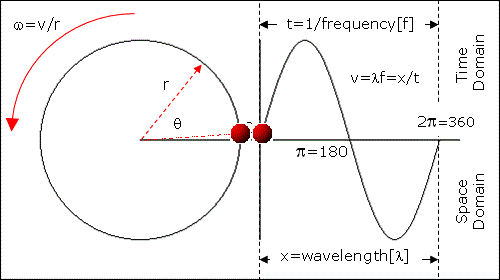 ω=v/r
t=1/frequency[f]
r
v=λf=x/t
θ
π=180
2π=360
Time
Domain
Space
Domain
x=wavelength[λ]